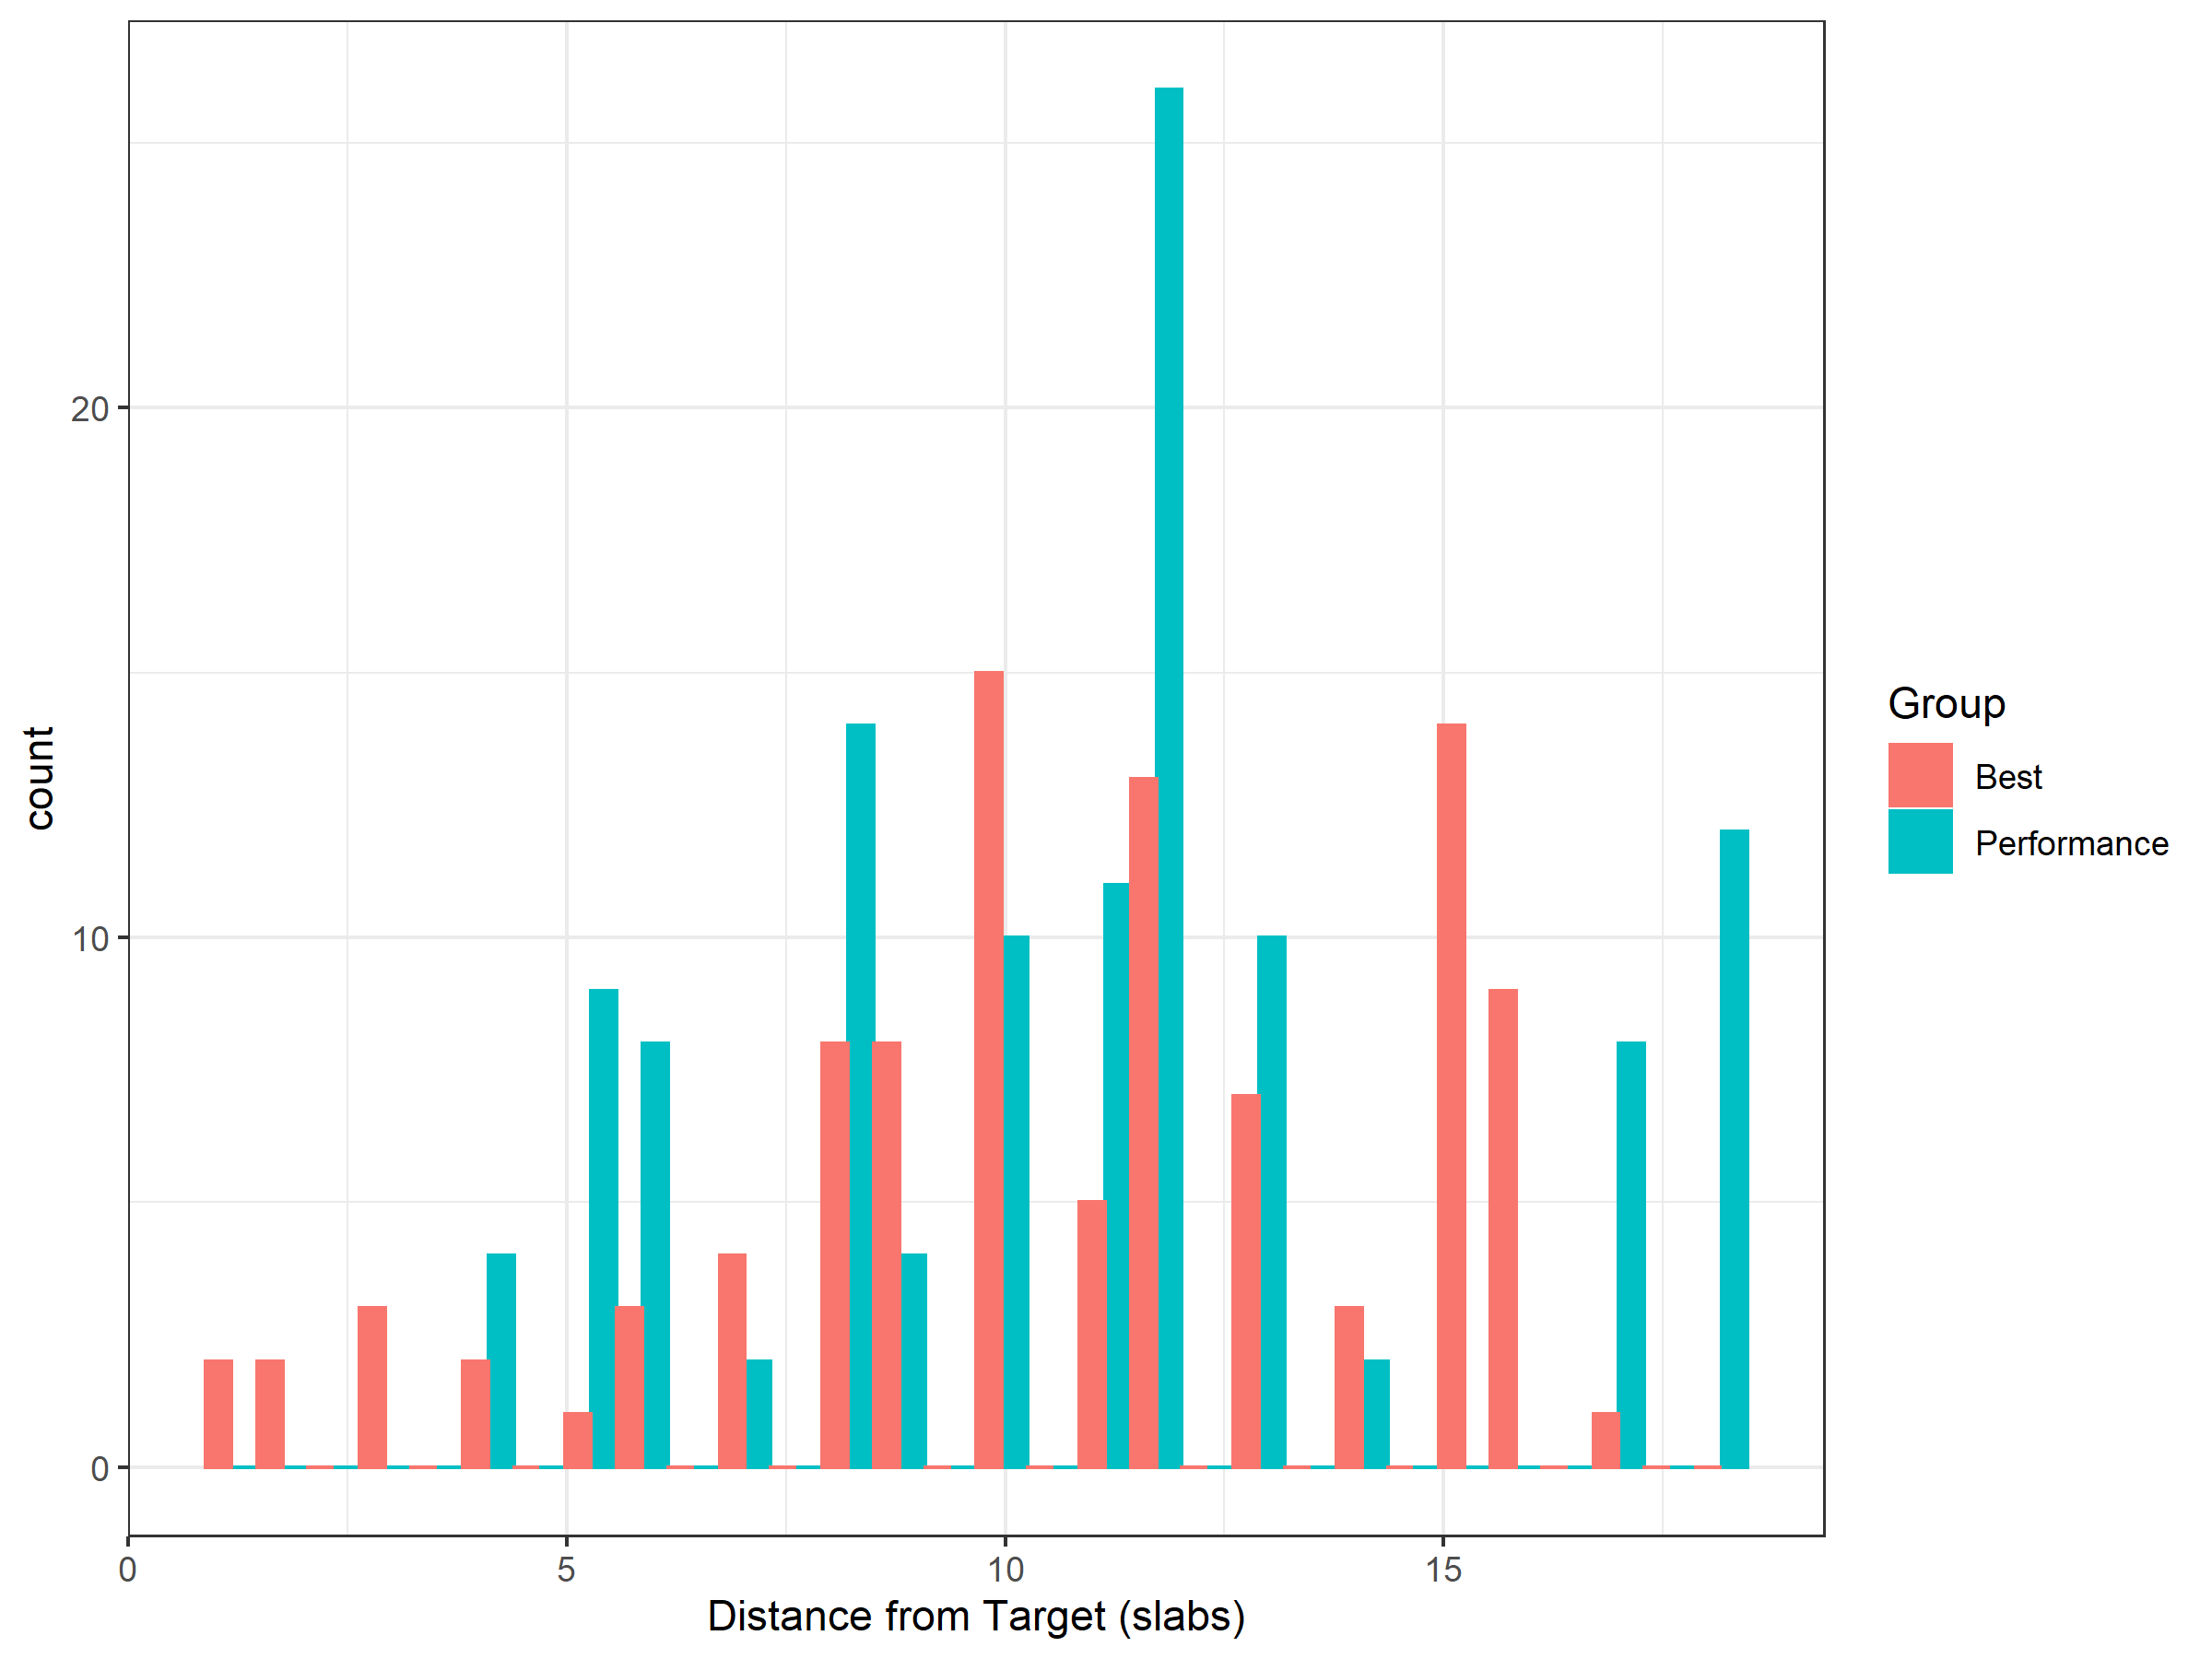 20
10
0
count
0 5 10 15
Distance from Target (slabs)
Group
Best
Performance